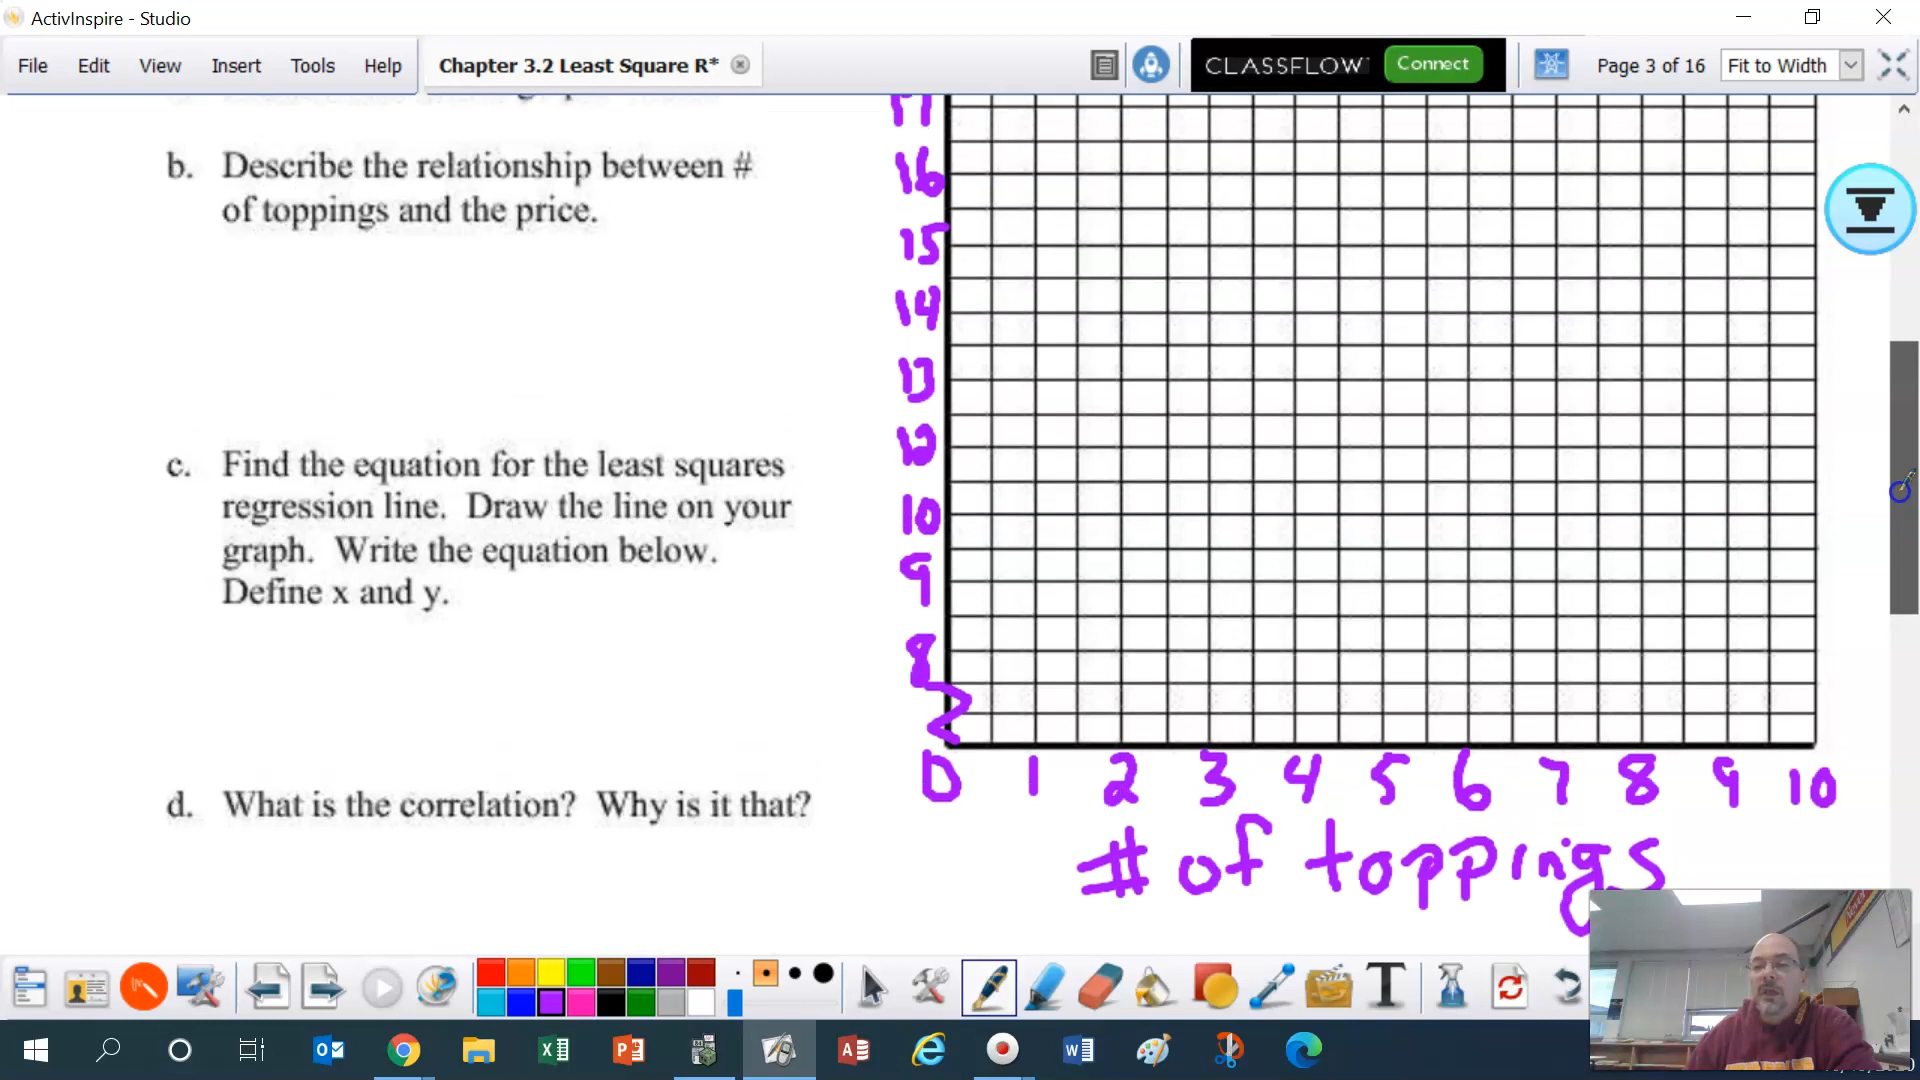 ActivInspire - Studio
File Edit View Insert Tools Help
Chapter 3.2 Least Square R*
CLASSFLOW Connect
Page 3 of 16
Fit to Width
b. Describe the relationship between #
of toppings and the price.
c. Find the equation for the least squares
regression line. Draw the line on your
graph. Write the equation below.
Define x and y.
d. What is the correlation? Why is it that?
17
16
15
14
13
10
9
8
0 1 2 3 4 5 6 7 8 9 10
# of toppings